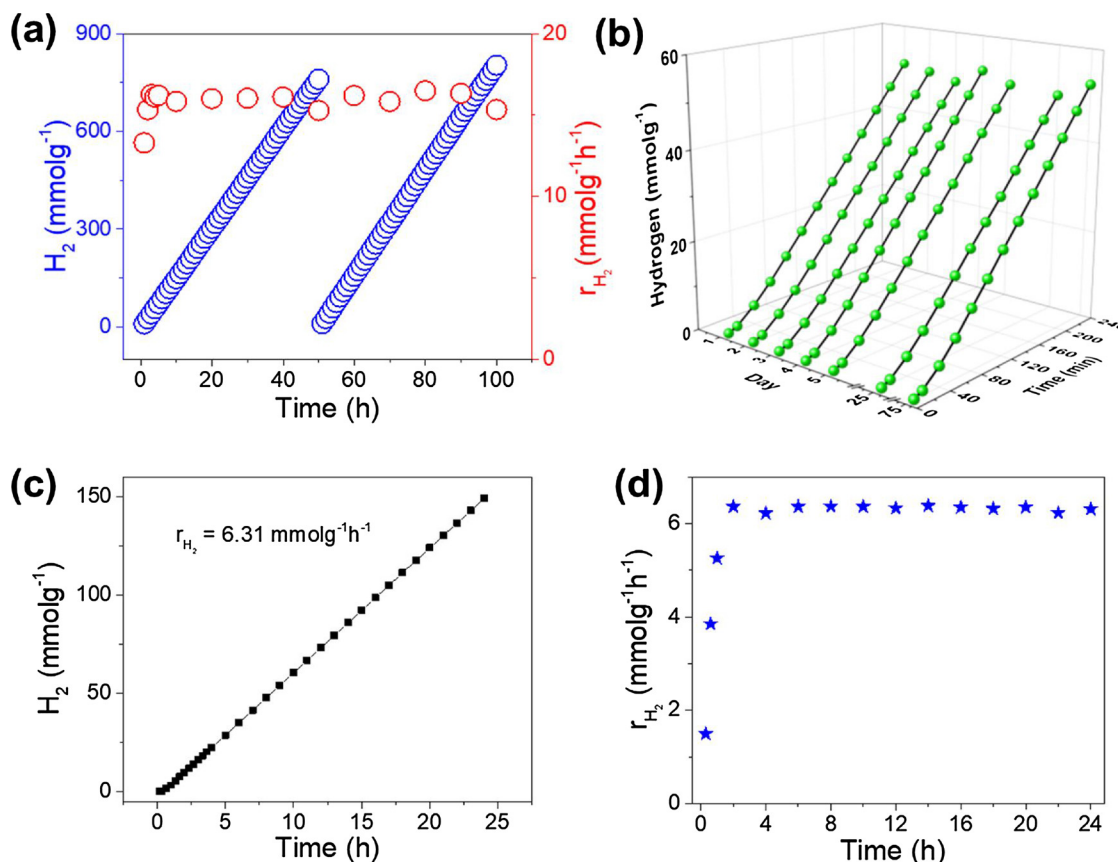 (a)
900
600
300
0
H₂ (mmolg⁻¹)
20
10
0
r_H₂ (mmolg⁻¹h⁻¹)
0 20 40 60 80 100
Time (h)
(b)
60
40
20
0
Hydrogen (mmolg⁻¹)
1 2 3 4 5 25 75
Day
0 40 80 120 160 200 240
Time (min)
(c)
150
100
50
0
H₂ (mmolg⁻¹)
r_H₂ = 6.31 mmolg⁻¹h⁻¹
0 5 10 15 20 25
Time (h)
(d)
6
4
2
0
r_H₂ (mmolg⁻¹h⁻¹)
0 4 8 12 16 20 24
Time (h)